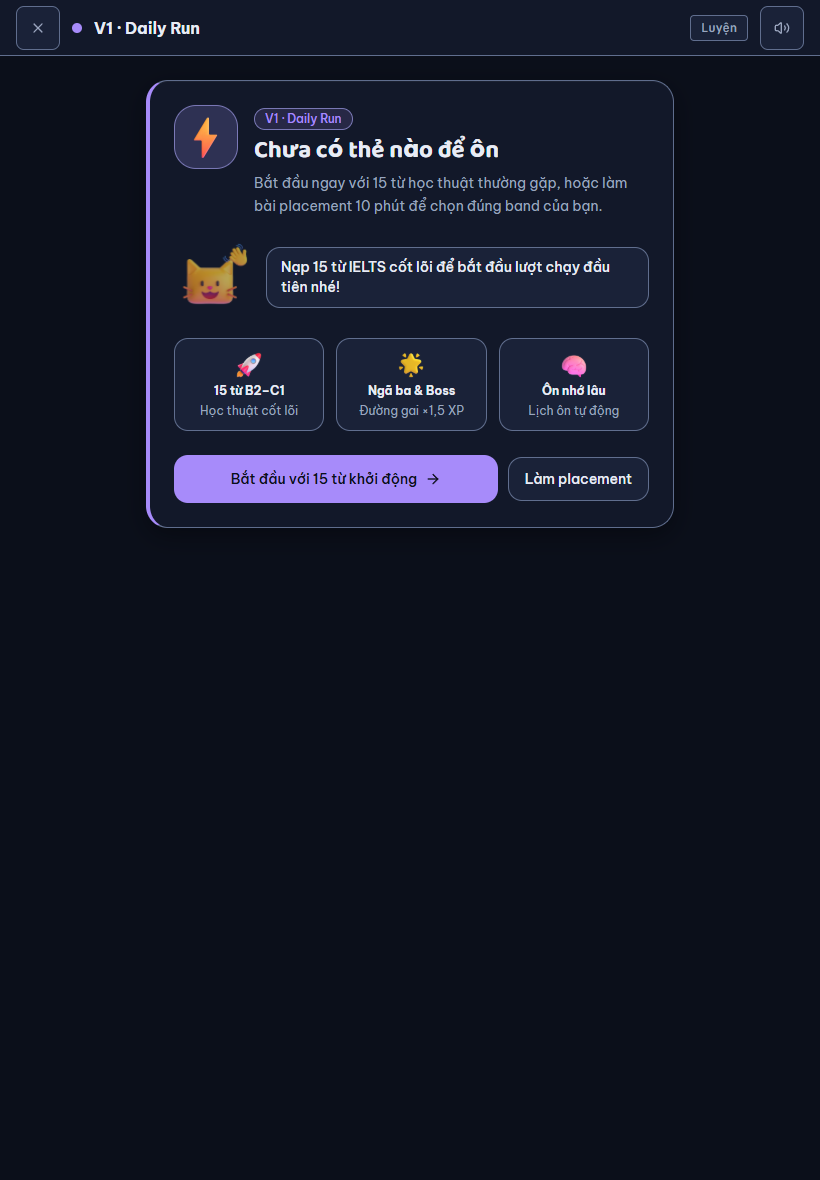 V1 · Daily Run
Luyện
V1 · Daily Run
Chưa có thẻ nào để ôn
Bắt đầu ngay với 15 từ học thuật thường gặp, hoặc làm
bài placement 10 phút để chọn đúng band của bạn.
Nạp 15 từ IELTS cốt lõi để bắt đầu lượt chạy đầu
tiên nhé!
15 từ B2–C1
Học thuật cốt lõi
Ngã ba & Boss
Đường gai ×1,5 XP
Ôn nhớ lâu
Lịch ôn tự động
Bắt đầu với 15 từ khởi động →
Làm placement